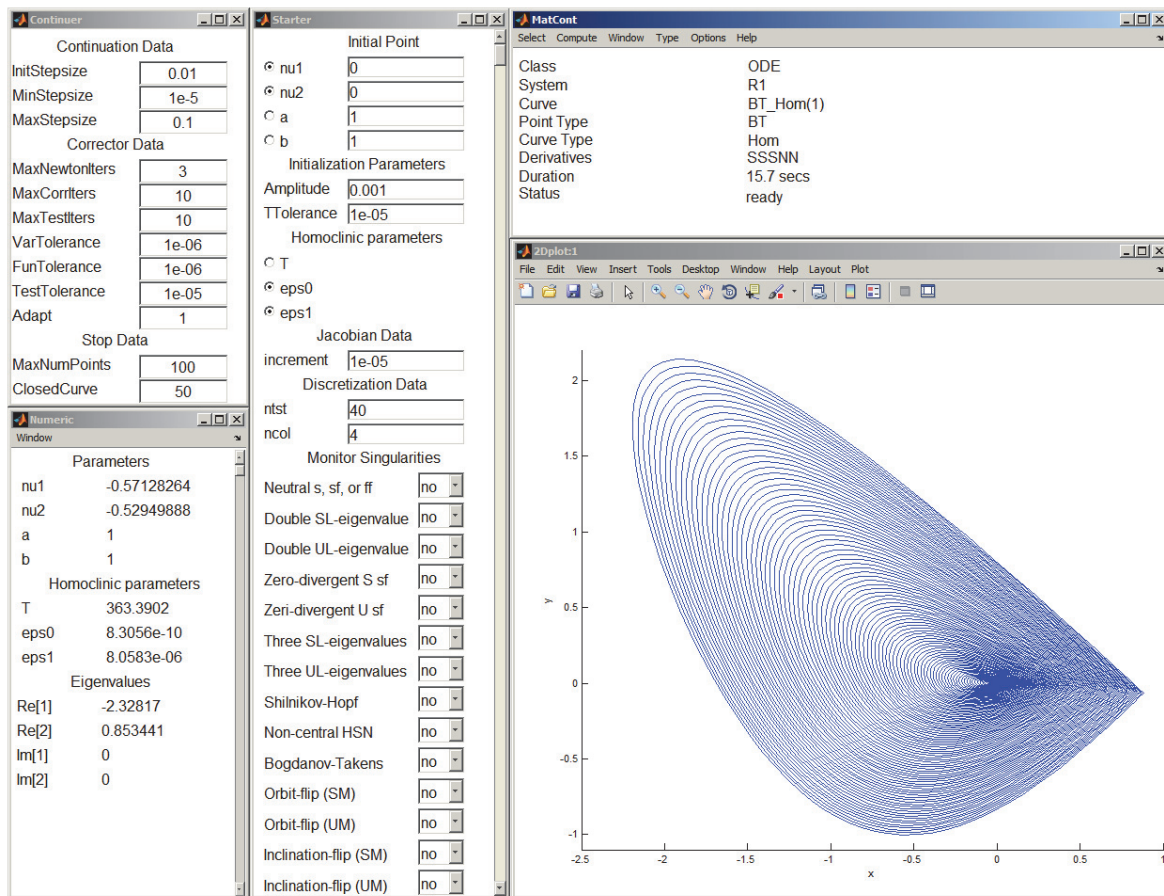 Continuer
Continuation Data
InitStepsize 0.01
MinStepsize 1e-5
MaxStepsize 0.1
Corrector Data
MaxNewtonIters 3
MaxCorrIters 10
MaxTestIters 10
VarTolerance 1e-06
FunTolerance 1e-06
TestTolerance 1e-05
Adapt 1
Stop Data
MaxNumPoints 100
ClosedCurve 50
Numeric
Window
Parameters
nu1 -0.57128264
nu2 -0.52949888
a 1
b 1
Homoclinic parameters
T 363.3902
eps0 8.3056e-10
eps1 8.0583e-06
Eigenvalues
Re[1] -2.32817
Re[2] 0.853441
Im[1] 0
Im[2] 0
Starter
Initial Point
nu1 0
nu2 0
a 1
b 1
Initialization Parameters
Amplitude 0.001
TTolerance 1e-05
Homoclinic parameters
T
eps0
eps1
Jacobian Data
increment 1e-05
Discretization Data
ntst 40
ncol 4
Monitor Singularities
Neutral s, sf, or ff no
Double SL-eigenvalue no
Double UL-eigenvalue no
Zero-divergent S sf no
Zeri-divergent U sf no
Three SL-eigenvalues no
Three UL-eigenvalues no
Shilnikov-Hopf no
Non-central HSN no
Bogdanov-Takens no
Orbit-flip (SM) no
Orbit-flip (UM) no
Inclination-flip (SM) no
Inclination-flip (UM) no
MatCont
Select Compute Window Type Options Help
Class ODE
System R1
Curve BT_Hom(1)
Point Type BT
Curve Type Hom
Derivatives SSSNN
Duration 15.7 secs
Status ready
2Dplot:1
File Edit View Insert Tools Desktop Window Help Layout Plot
2
1.5
1
0.5
0
-0.5
-1
y
-2.5 -2 -1.5 -1 -0.5 0 0.5 1
x